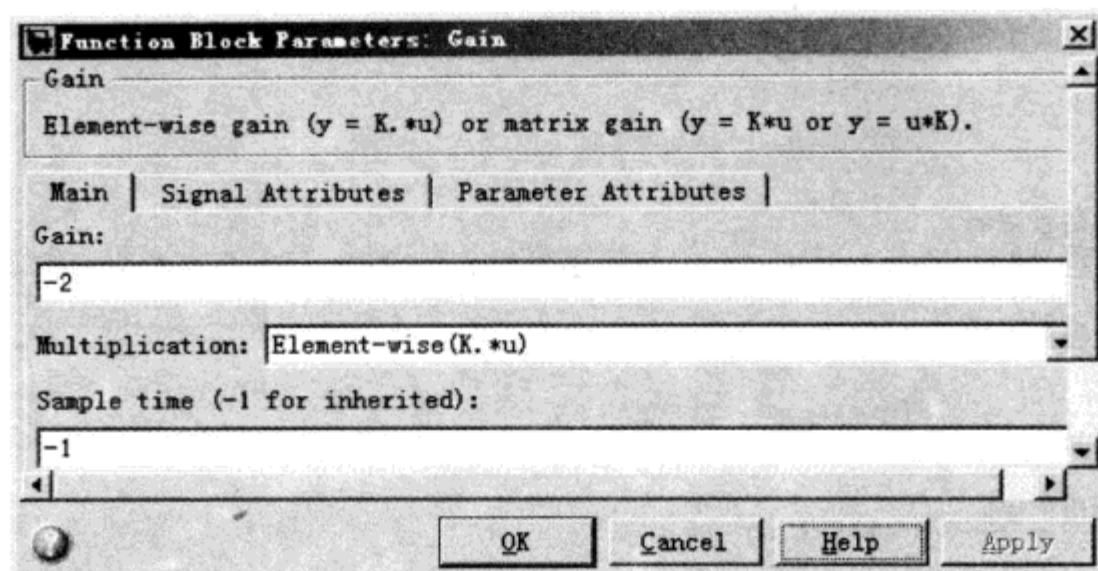 Function Block Parameters: Gain
Gain
Element-wise gain (y = K.*u) or matrix gain (y = K*u or y = u*K).
Main | Signal Attributes | Parameter Attributes |
Gain:
-2
Multiplication: Element-wise(K.*u)
Sample time (-1 for inherited):
-1
OK Cancel Help Apply